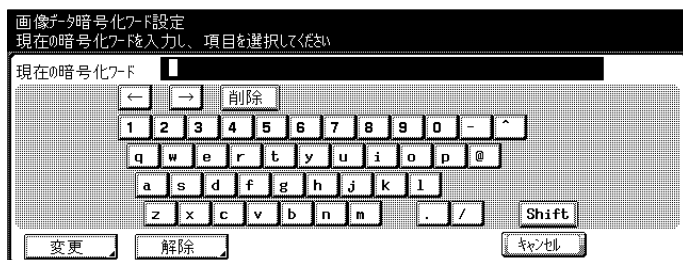 画像データ暗号化ワード設定
現在の暗号化ワードを入力し、項目を選択してください
現在の暗号化ワード
← → 削除
1 2 3 4 5 6 7 8 9 0 - ^
q w e r t y u i o p @
a s d f g h j k l
z x c v b n m . / Shift
変更 解除 キャンセル